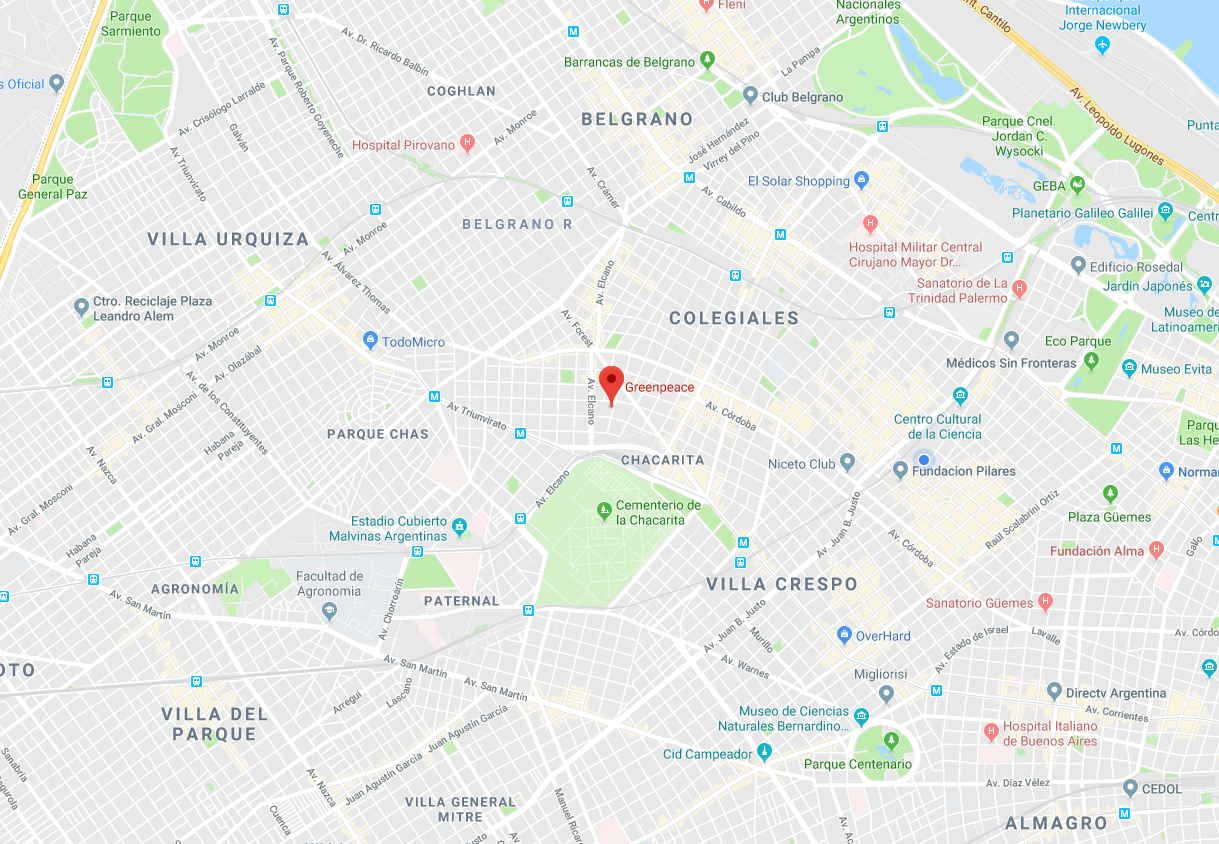 Parque
Sarmiento
Fleni
Nacionales
Argentinos
nt. Cantilo
Internacional
Jorge Newbery
Av. Dr. Ricardo Balbín
Barrancas de Belgrano
La Pampa
s Oficial
COGHLAN
Club Belgrano
Av. Parque Roberto Goyeneche
Av. Crisólogo Larralde
Galván
BELGRANO
Av. Monroe
Parque Cnel.
Jordan C.
Wysocki
Av. Leopoldo Lugones
Punta
Hospital Pirovano
José Hernández
Virrey del Pino
Av. Triunvirato
Parque
General Paz
Av. Crámer
El Solar Shopping
GEBA
Av. Cabildo
Planetario Galileo Galilei
Centr
BELGRANO R
VILLA URQUIZA
Av. Monroe
Hospital Militar Central
Cirujano Mayor Dr...
Edificio Rosedal
Av. Álvarez Thomas
Av. Elcano
Sanatorio de La
Trinidad Palermo
Jardín Japonés
Ctro. Reciclaje Plaza
Leandro Alem
COLEGIALES
Museo de
Latinoameri
Av. Forest
Av. Monroe
TodoMicro
Eco Parque
Médicos Sin Fronteras
Museo Evita
Av. Olazábal
Greenpeace
Av. Elcano
Av. de los Constituyentes
Av. Gral. Mosconi
Av Triunvirato
Av. Córdoba
Centro Cultural
de la Ciencia
Parqu
Las He
Habana
Pareja
PARQUE CHAS
CHACARITA
Niceto Club
Fundacion Pilares
Norman
Av. Nazca
Av. Elcano
Av. Gral. Mosconi
Cementerio de
la Chacarita
Av. Juan B. Justo
Raúl Scalabrini Ortíz
Plaza Güemes
Estadio Cubierto
Malvinas Argentinas
Habana
Pareja
Av. Córdoba
Fundación Alma
Galo
AGRONOMÍA
Facultad de
Agronomia
Av. Chorroarín
PATERNAL
VILLA CRESPO
Av. San Martín
Sanatorio Güemes
Av. Juan B. Justo
Murillo
OverHard
Av. Estado de Israel
Lavalle
Av. Córdo
OTO
Av. San Martín
Av. Warnes
Migliorisi
Arregui
Lascano
Av. San Martín
Directv Argentina
VILLA DEL
PARQUE
Juan Agustín García
Museo de Ciencias
Naturales Bernardino...
Av. Corrientes
Hospital Italiano
de Buenos Aires
Cid Campeador
Parque Centenario
Sanabria
Av. Nazca
Juan Agustín García
Av. Díaz Vélez
CEDOL
Segurola
Cuenca
VILLA GENERAL
MITRE
Manuel Ricar
Av. Ac
ALMAGRO